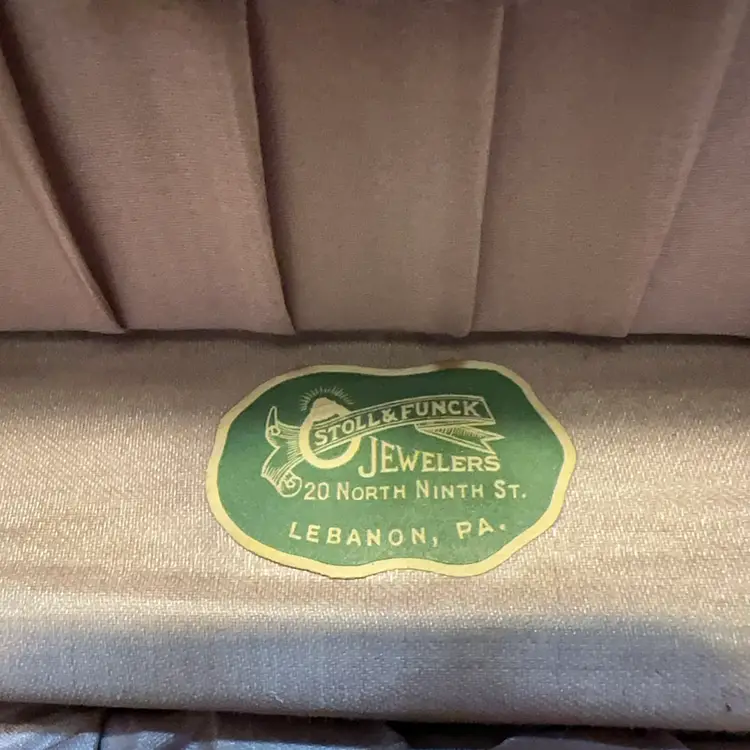 STOLL & FUNCK
JEWELERS
20 NORTH NINTH ST.
LEBANON, PA.